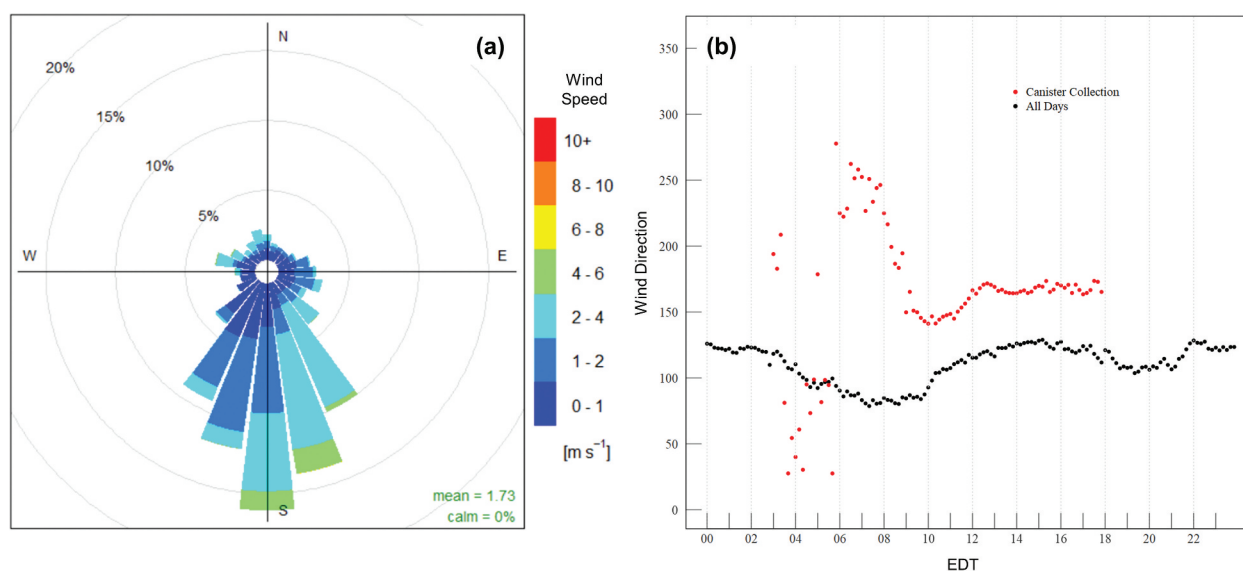 (a)
N
20%
15%
10%
5%
W
E
S
mean = 1.73
calm = 0%
Wind
Speed
10+
8 - 10
6 - 8
4 - 6
2 - 4
1 - 2
0 - 1
[m s⁻¹]
(b)
Canister Collection
All Days
Wind Direction
350
300
250
200
150
100
50
0
00 02 04 06 08 10 12 14 16 18 20 22
EDT